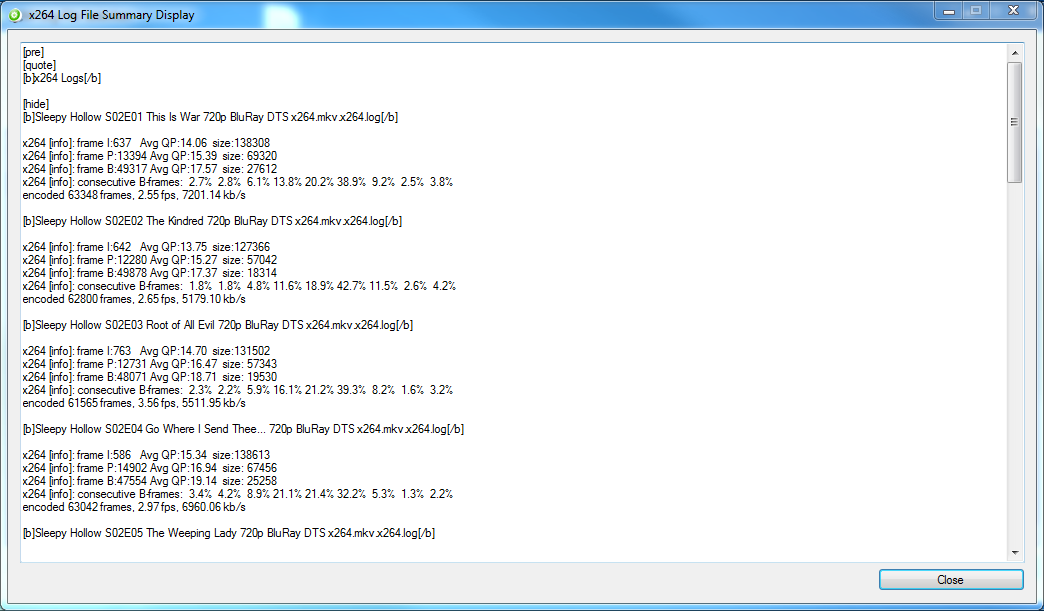 x264 Log File Summary Display
[pre]
[quote]
[b]x264 Logs[/b]
[hide]
[b]Sleepy Hollow S02E01 This Is War 720p BluRay DTS x264.mkv.x264.log[/b]
x264 [info]: frame I:637   Avg QP:14.06  size:138308
x264 [info]: frame P:13394 Avg QP:15.39  size: 69320
x264 [info]: frame B:49317 Avg QP:17.57  size: 27612
x264 [info]: consecutive B-frames:  2.7%  2.8%  6.1% 13.8% 20.2% 38.9%  9.2%  2.5%  3.8%
encoded 63348 frames, 2.55 fps, 7201.14 kb/s
[b]Sleepy Hollow S02E02 The Kindred 720p BluRay DTS x264.mkv.x264.log[/b]
x264 [info]: frame I:642   Avg QP:13.75  size:127366
x264 [info]: frame P:12280 Avg QP:15.27  size: 57042
x264 [info]: frame B:49878 Avg QP:17.37  size: 18314
x264 [info]: consecutive B-frames:  1.8%  1.8%  4.8% 11.6% 18.9% 42.7% 11.5%  2.6%  4.2%
encoded 62800 frames, 2.65 fps, 5179.10 kb/s
[b]Sleepy Hollow S02E03 Root of All Evil 720p BluRay DTS x264.mkv.x264.log[/b]
x264 [info]: frame I:763   Avg QP:14.70  size:131502
x264 [info]: frame P:12731 Avg QP:16.47  size: 57343
x264 [info]: frame B:48071 Avg QP:18.71  size: 19530
x264 [info]: consecutive B-frames:  2.3%  2.2%  5.9% 16.1% 21.2% 39.3%  8.2%  1.6%  3.2%
encoded 61565 frames, 3.56 fps, 5511.95 kb/s
[b]Sleepy Hollow S02E04 Go Where I Send Thee... 720p BluRay DTS x264.mkv.x264.log[/b]
x264 [info]: frame I:586   Avg QP:15.34  size:138613
x264 [info]: frame P:14902 Avg QP:16.94  size: 67456
x264 [info]: frame B:47554 Avg QP:19.14  size: 25258
x264 [info]: consecutive B-frames:  3.4%  4.2%  8.9% 21.1% 21.4% 32.2%  5.3%  1.3%  2.2%
encoded 63042 frames, 2.97 fps, 6960.06 kb/s
[b]Sleepy Hollow S02E05 The Weeping Lady 720p BluRay DTS x264.mkv.x264.log[/b]
Close